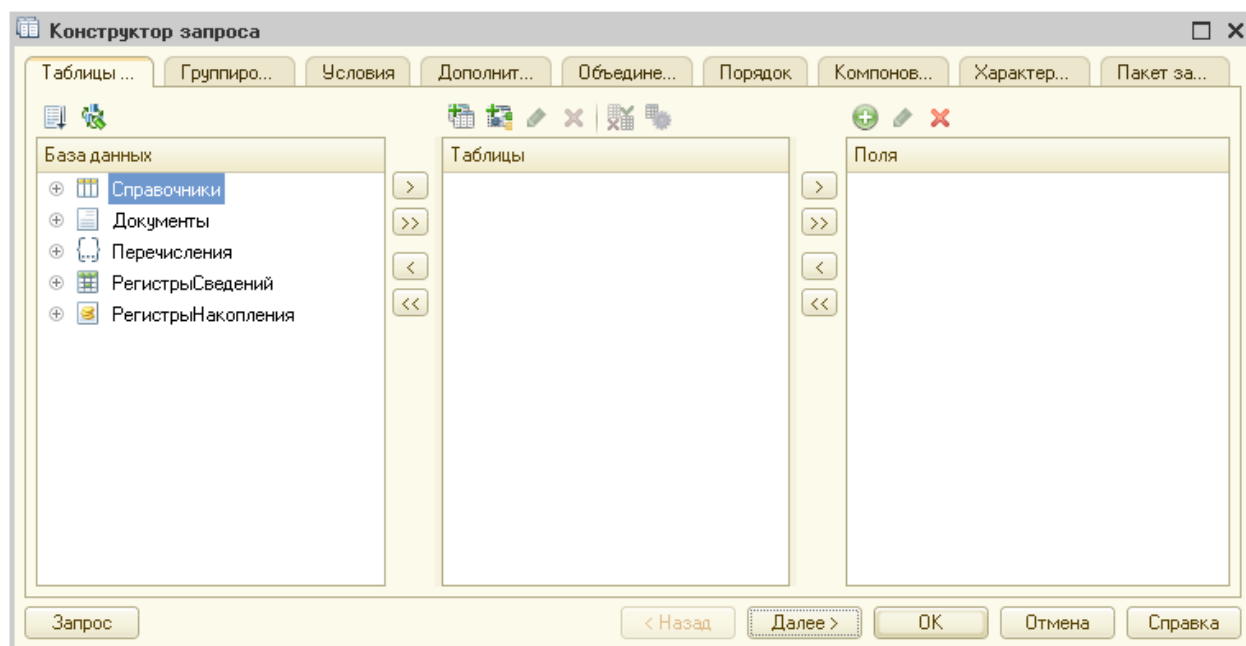 Конструктор запроса
Таблицы ... Группиро... Условия Дополнит... Объедине... Порядок Компонов... Характер... Пакет за...
База данных Таблицы Поля
Справочники > >
Документы >> >>
Перечисления < <
РегистрыСведений << <<
РегистрыНакопления
Запрос < Назад Далее > ОК Отмена Справка